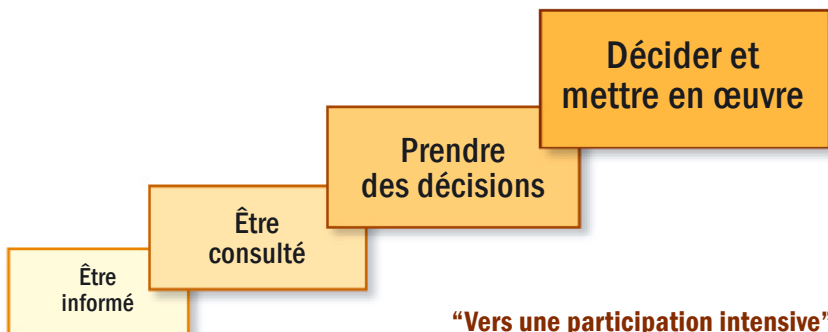 Décider et
mettre en œuvre
Prendre
des décisions
Être
consulté
Être
informé
“Vers une participation intensive”